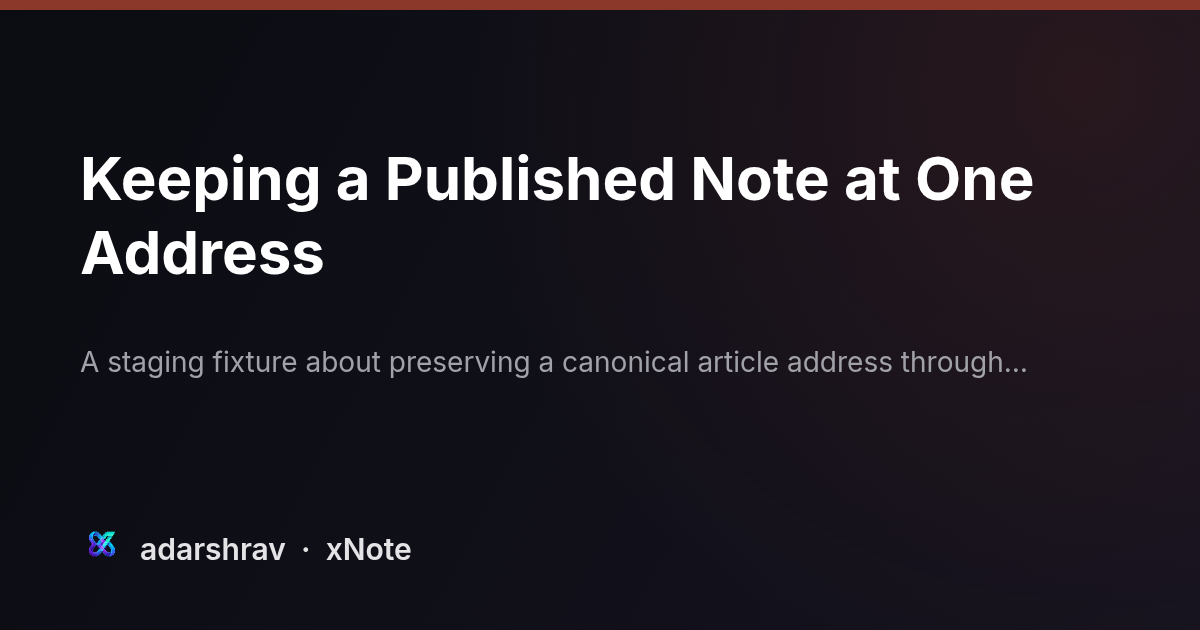 Keeping a Published Note at One
Address
A staging fixture about preserving a canonical article address through...
adarshrav · xNote